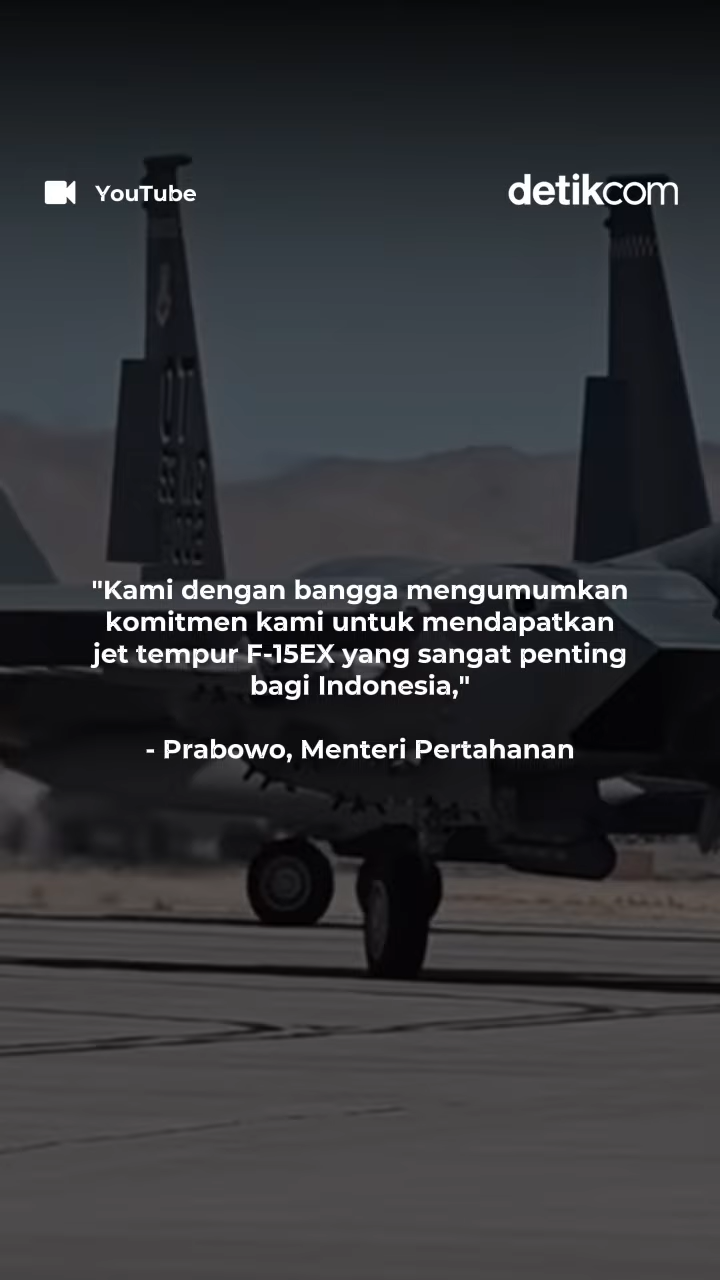 YouTube
detikcom
OT
"Kami dengan bangga mengumumkan
komitmen kami untuk mendapatkan
jet tempur F-15EX yang sangat penting
bagi Indonesia,"
- Prabowo, Menteri Pertahanan